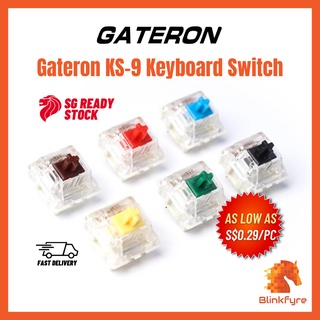 GATERON
Gateron KS-9 Keyboard Switch
SG READY
STOCK
AS LOW AS
S$0.29/PC
FAST DELIVERY
Blinkfyre